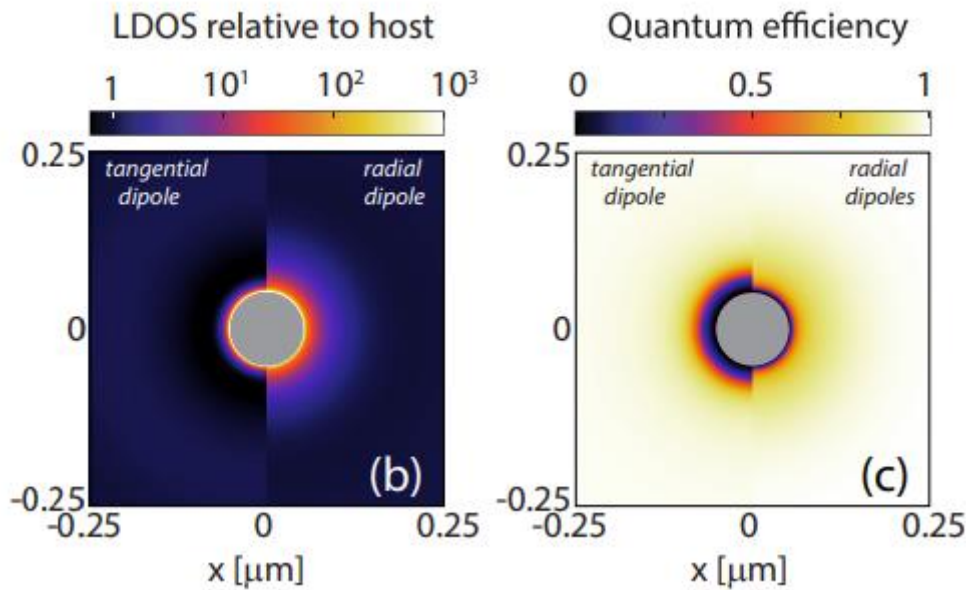 LDOS relative to host
1 10¹ 10² 10³
tangential
dipole
radial
dipole
0.25
0
-0.25
(b)
-0.25 0 0.25
x [μm]
Quantum efficiency
0 0.5 1
tangential
dipole
radial
dipoles
0.25
0
-0.25
(c)
-0.25 0 0.25
x [μm]